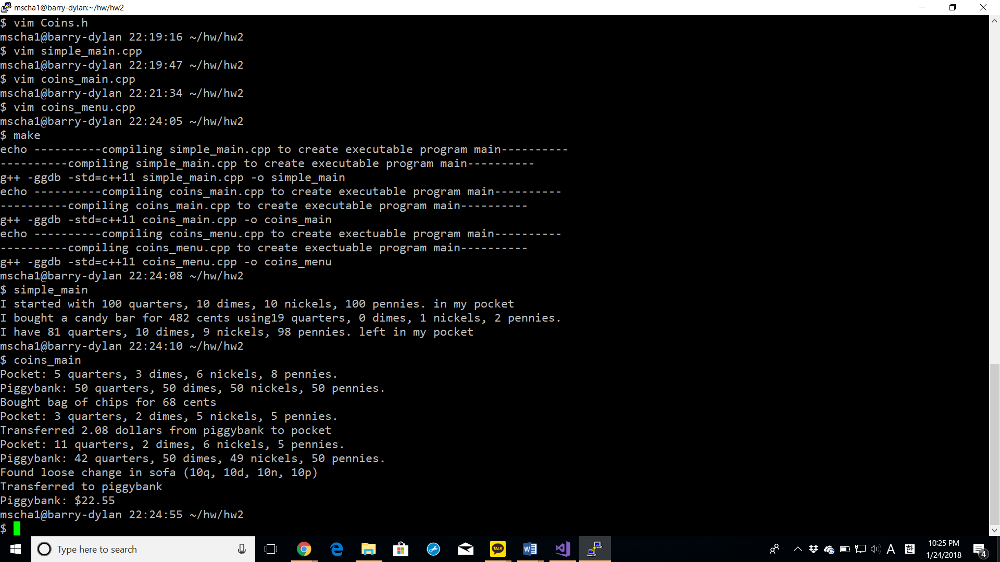 mscha1@barry-dylan:~/hw/hw2
$ vim Coins.h
mscha1@barry-dylan 22:19:16 ~/hw/hw2
$ vim simple_main.cpp
mscha1@barry-dylan 22:19:47 ~/hw/hw2
$ vim coins_main.cpp
mscha1@barry-dylan 22:21:34 ~/hw/hw2
$ vim coins_menu.cpp
mscha1@barry-dylan 22:24:05 ~/hw/hw2
$ make
echo ----------compiling simple_main.cpp to create executable program main----------
----------compiling simple_main.cpp to create executable program main----------
g++ -ggdb -std=c++11 simple_main.cpp -o simple_main
echo ----------compiling coins_main.cpp to create executable program main----------
----------compiling coins_main.cpp to create executable program main----------
g++ -ggdb -std=c++11 coins_main.cpp -o coins_main
echo ----------compiling coins_menu.cpp to create exectuable program main----------
----------compiling coins_menu.cpp to create exectuable program main----------
g++ -ggdb -std=c++11 coins_menu.cpp -o coins_menu
mscha1@barry-dylan 22:24:08 ~/hw/hw2
$ simple_main
I started with 100 quarters, 10 dimes, 10 nickels, 100 pennies. in my pocket
I bought a candy bar for 482 cents using19 quarters, 0 dimes, 1 nickels, 2 pennies.
I have 81 quarters, 10 dimes, 9 nickels, 98 pennies. left in my pocket
mscha1@barry-dylan 22:24:10 ~/hw/hw2
$ coins_main
Pocket: 5 quarters, 3 dimes, 6 nickels, 8 pennies.
Piggybank: 50 quarters, 50 dimes, 50 nickels, 50 pennies.
Bought bag of chips for 68 cents
Pocket: 3 quarters, 2 dimes, 5 nickels, 5 pennies.
Transferred 2.08 dollars from piggybank to pocket
Pocket: 11 quarters, 2 dimes, 6 nickels, 5 pennies.
Piggybank: 42 quarters, 50 dimes, 49 nickels, 50 pennies.
Found loose change in sofa (10q, 10d, 10n, 10p)
Transferred to piggybank
Piggybank: $22.55
mscha1@barry-dylan 22:24:55 ~/hw/hw2
$
Type here to search
TALK
A
한
10:25 PM
1/24/2018
4